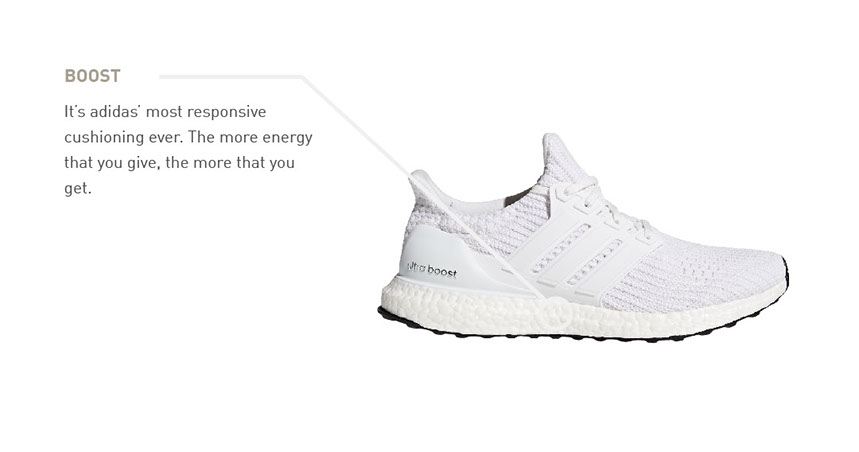 BOOST
It's adidas' most responsive
cushioning ever. The more energy
that you give, the more that you
get.
ultra boost